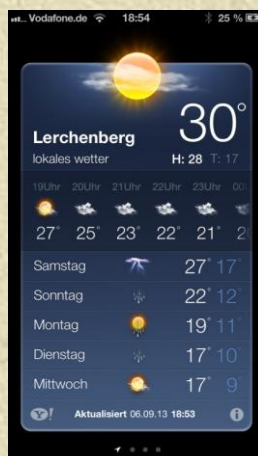 Vodafone.de 18:54 25 %
30°
Lerchenberg
lokales wetter H: 28 T: 17
19Uhr 20Uhr 21Uhr 22Uhr 23Uhr 00
27° 25° 23° 22° 21° 2
Samstag 27° 17°
Sonntag 22° 12°
Montag 19° 11°
Dienstag 17° 10°
Mittwoch 17° 9°
Y! Aktualisiert 06.09.13 18:53 i